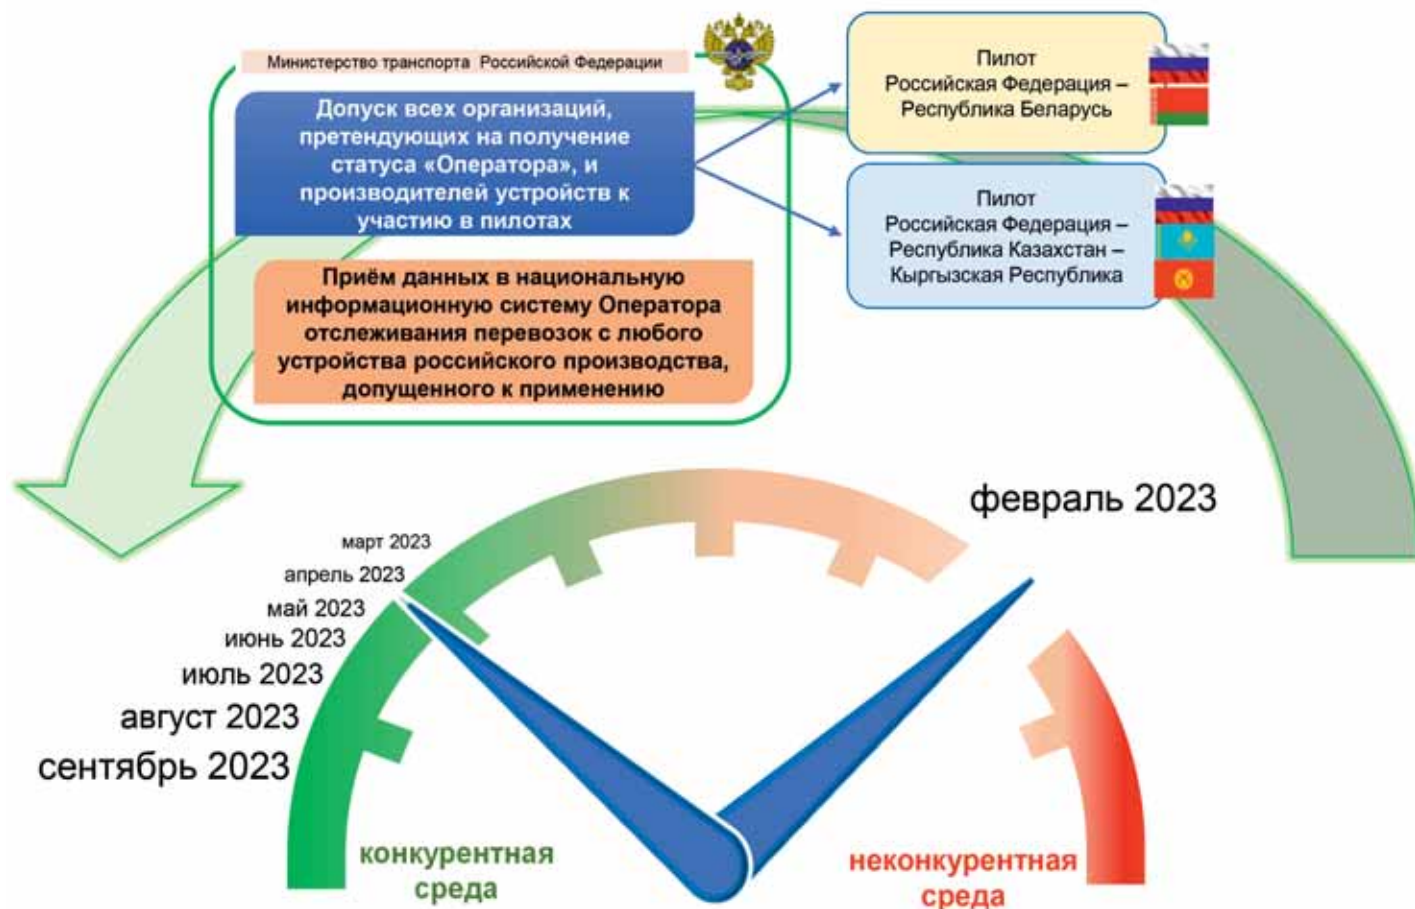 Министерство транспорта Российской Федерации
Допуск всех организаций,
претендующих на получение
статуса «Оператора», и
производителей устройств к
участию в пилотах
Приём данных в национальную
информационную систему Оператора
отслеживания перевозок с любого
устройства российского производства,
допущенного к применению
Пилот
Российская Федерация –
Республика Беларусь
Пилот
Российская Федерация –
Республика Казахстан –
Кыргызская Республика
февраль 2023
март 2023
апрель 2023
май 2023
июнь 2023
июль 2023
август 2023
сентябрь 2023
конкурентная
среда
неконкурентная
среда